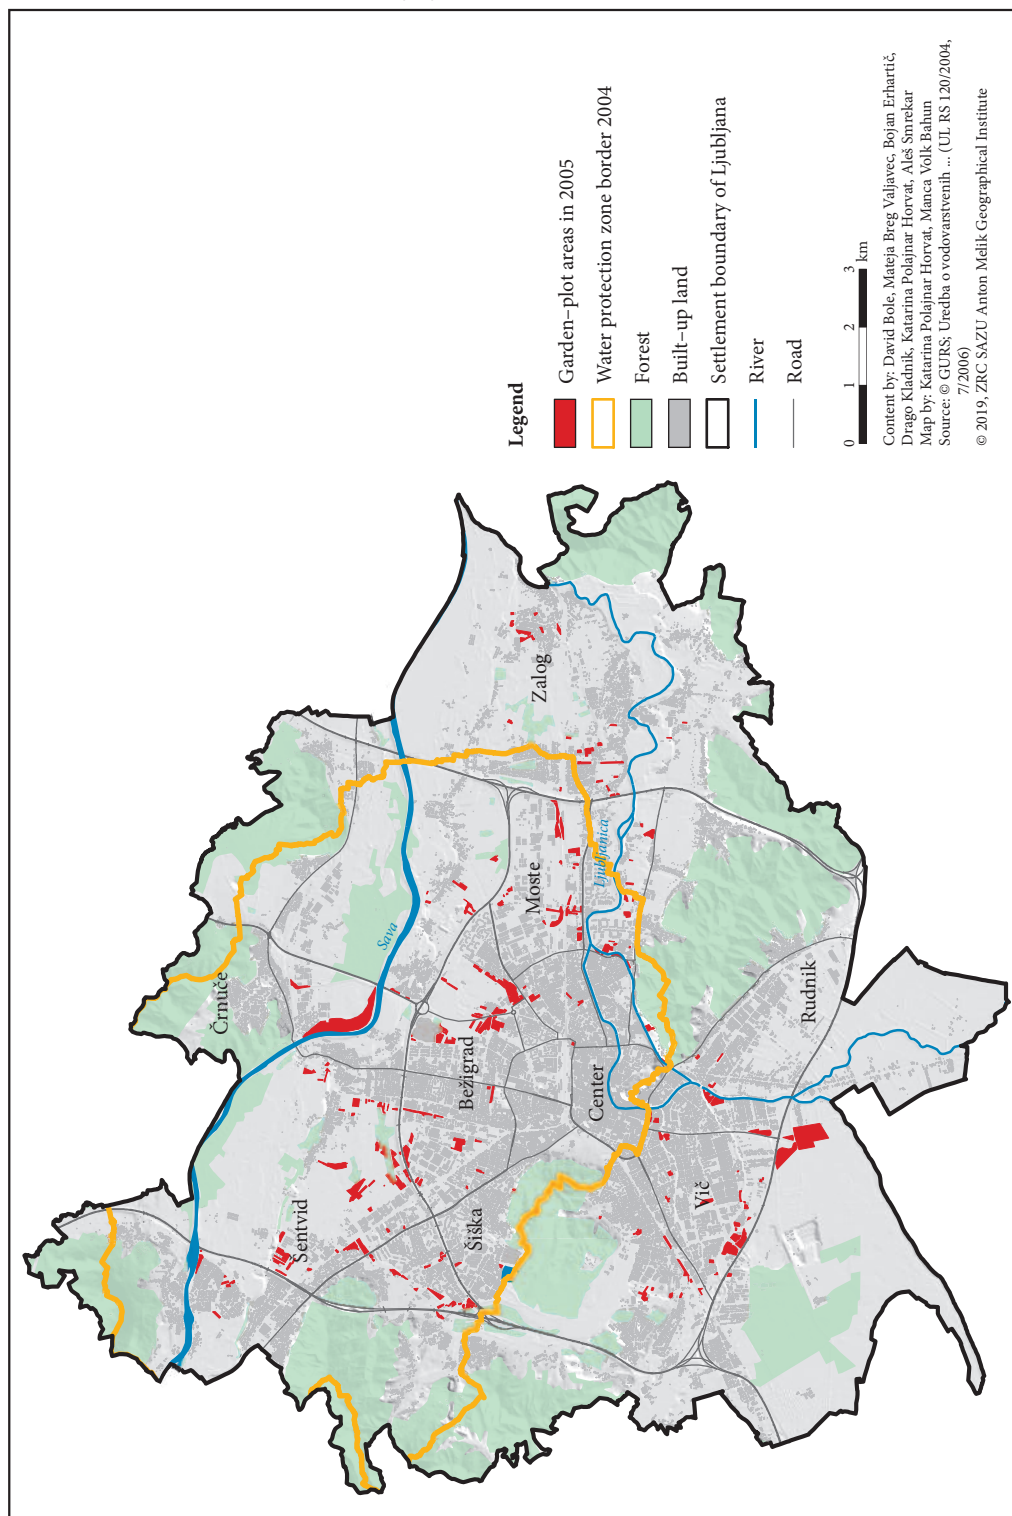 Črnuče
Sava
Šentvid
Bežigrad
Šiška
Moste
Zalog
Ljubljanica
Center
Vič
Rudnik
Legend
Garden–plot areas in 2005
Water protection zone border 2004
Forest
Built–up land
Settlement boundary of Ljubljana
River
Road
0 1 2 3
km
Content by: David Bole, Mateja Breg Valjavec, Bojan Erhartič,
Drago Kladnik, Katarina Polajnar Horvat, Aleš Smrekar
Map by: Katarina Polajnar Horvat, Manca Volk Bahun
Source: © GURS; Uredba o vodovarstvenih ... (UL RS 120/2004,
7/2006)
© 2019, ZRC SAZU Anton Melik Geographical Institute